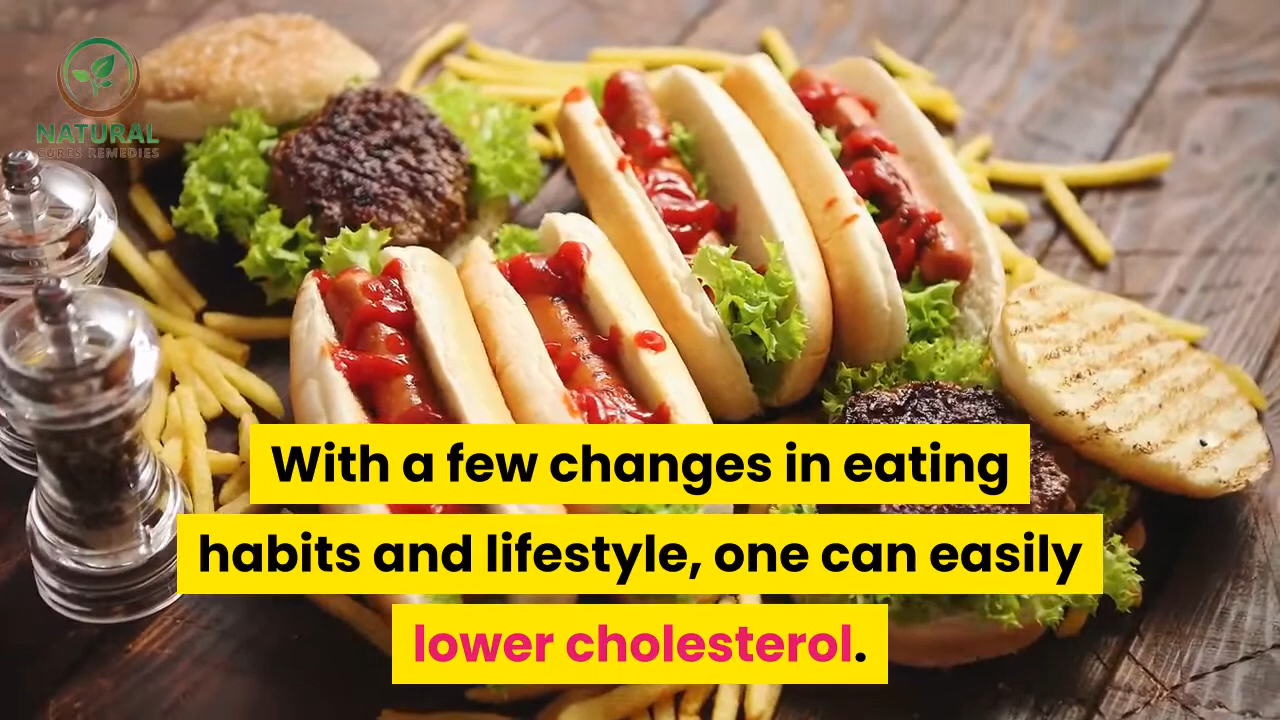 NATURAL
CURES REMEDIES
With a few changes in eating
habits and lifestyle, one can easily
lower cholesterol.